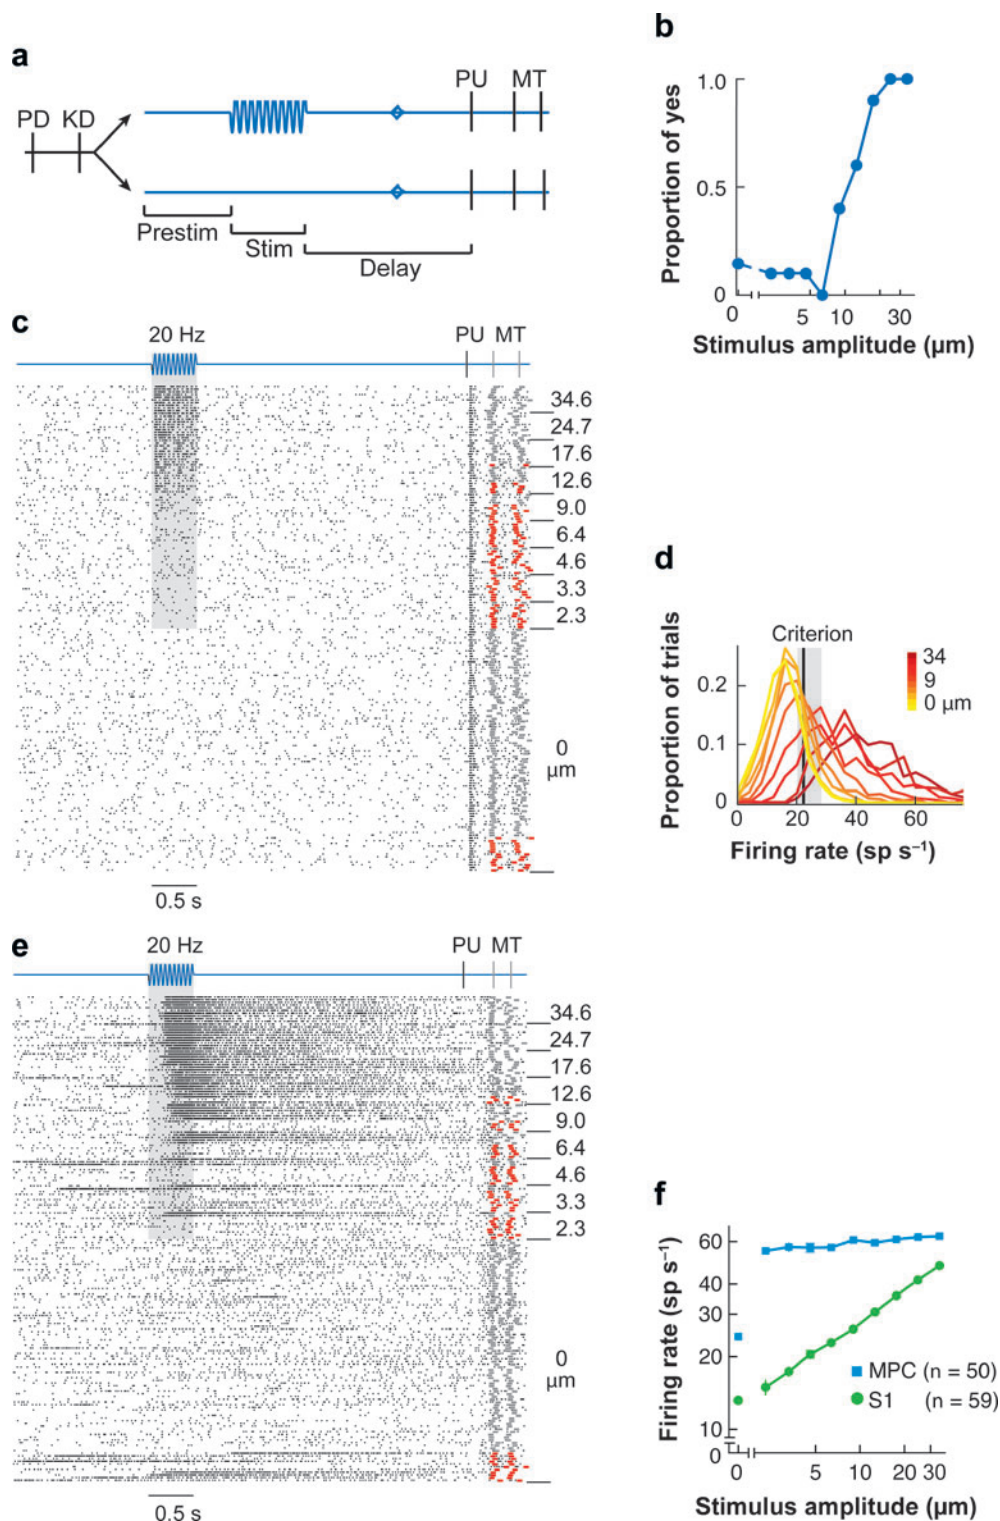 a
PD KD
PU MT
Prestim
Stim
Delay
b
Proportion of yes
1.0
0.5
0
0 5 10 30
Stimulus amplitude (µm)
c
20 Hz
PU MT
34.6
24.7
17.6
12.6
9.0
6.4
4.6
3.3
2.3
0
µm
0.5 s
d
Criterion
Proportion of trials
0.2
0.1
0
34
9
0 µm
0 20 40 60
Firing rate (sp s⁻¹)
e
20 Hz
PU MT
34.6
24.7
17.6
12.6
9.0
6.4
4.6
3.3
2.3
0
µm
0.5 s
f
Firing rate (sp s⁻¹)
60
40
30
20
10
0
MPC (n = 50)
S1 (n = 59)
0 5 10 20 30
Stimulus amplitude (µm)